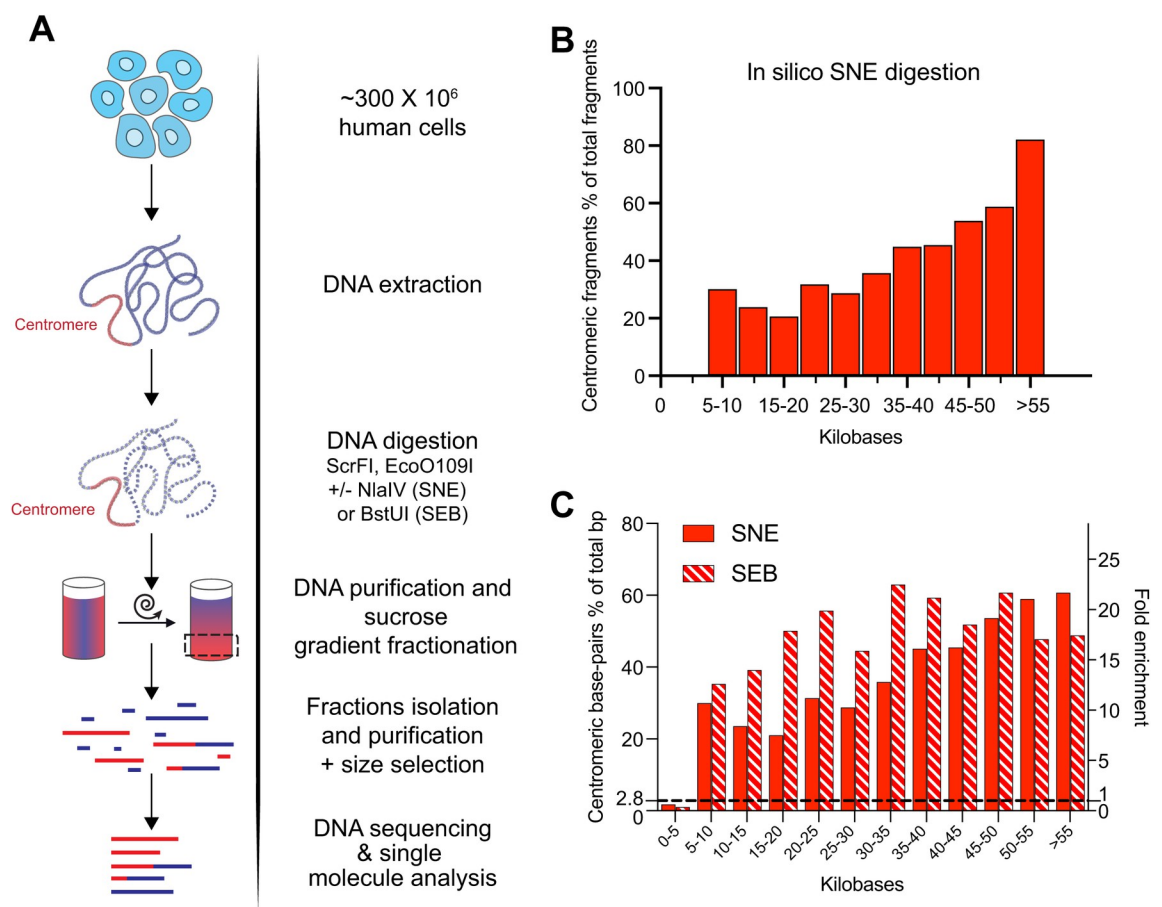 A
~300 X 10⁶
human cells
DNA extraction
Centromere
DNA digestion
ScrFI, EcoO109I
+/- NlaIV (SNE)
or BstUI (SEB)
Centromere
DNA purification and
sucrose
gradient fractionation
Fractions isolation
and purification
+ size selection
DNA sequencing
& single
molecule analysis
B
In silico SNE digestion
Centromeric fragments % of total fragments
100
80
60
40
20
0
0 5-10 15-20 25-30 35-40 45-50 >55
Kilobases
C
SNE
SEB
Centromeric base-pairs % of total bp
80
60
40
20
2.8
0
Fold enrichment
25
20
15
10
5
1
0
0-5 5-10 10-15 15-20 20-25 25-30 30-35 35-40 40-45 45-50 50-55 >55
Kilobases